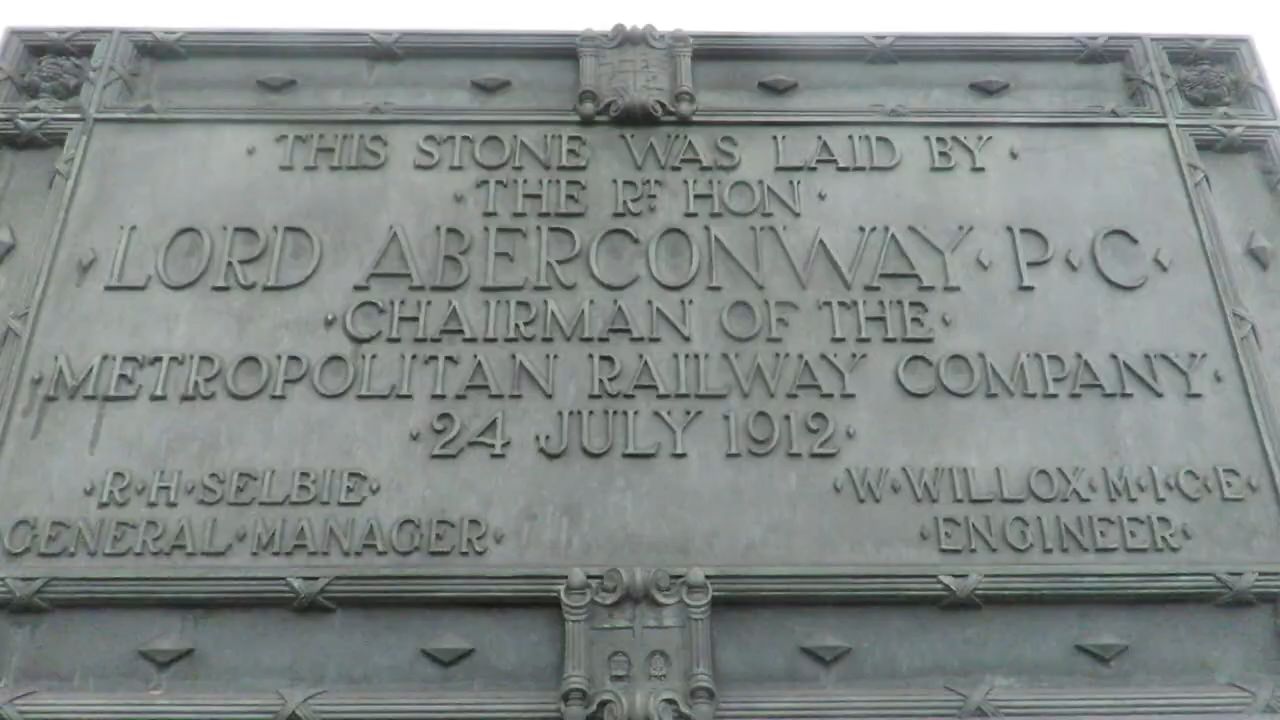 · THIS STONE WAS LAID BY ·
· THE RT HON ·
· LORD ABERCONWAY · P · C ·
· CHAIRMAN OF THE ·
· METROPOLITAN RAILWAY COMPANY ·
· 24 JULY 1912 ·
· R · H · SELBIE ·
GENERAL · MANAGER ·
· W · WILLOX · M · I · C · E ·
· ENGINEER ·